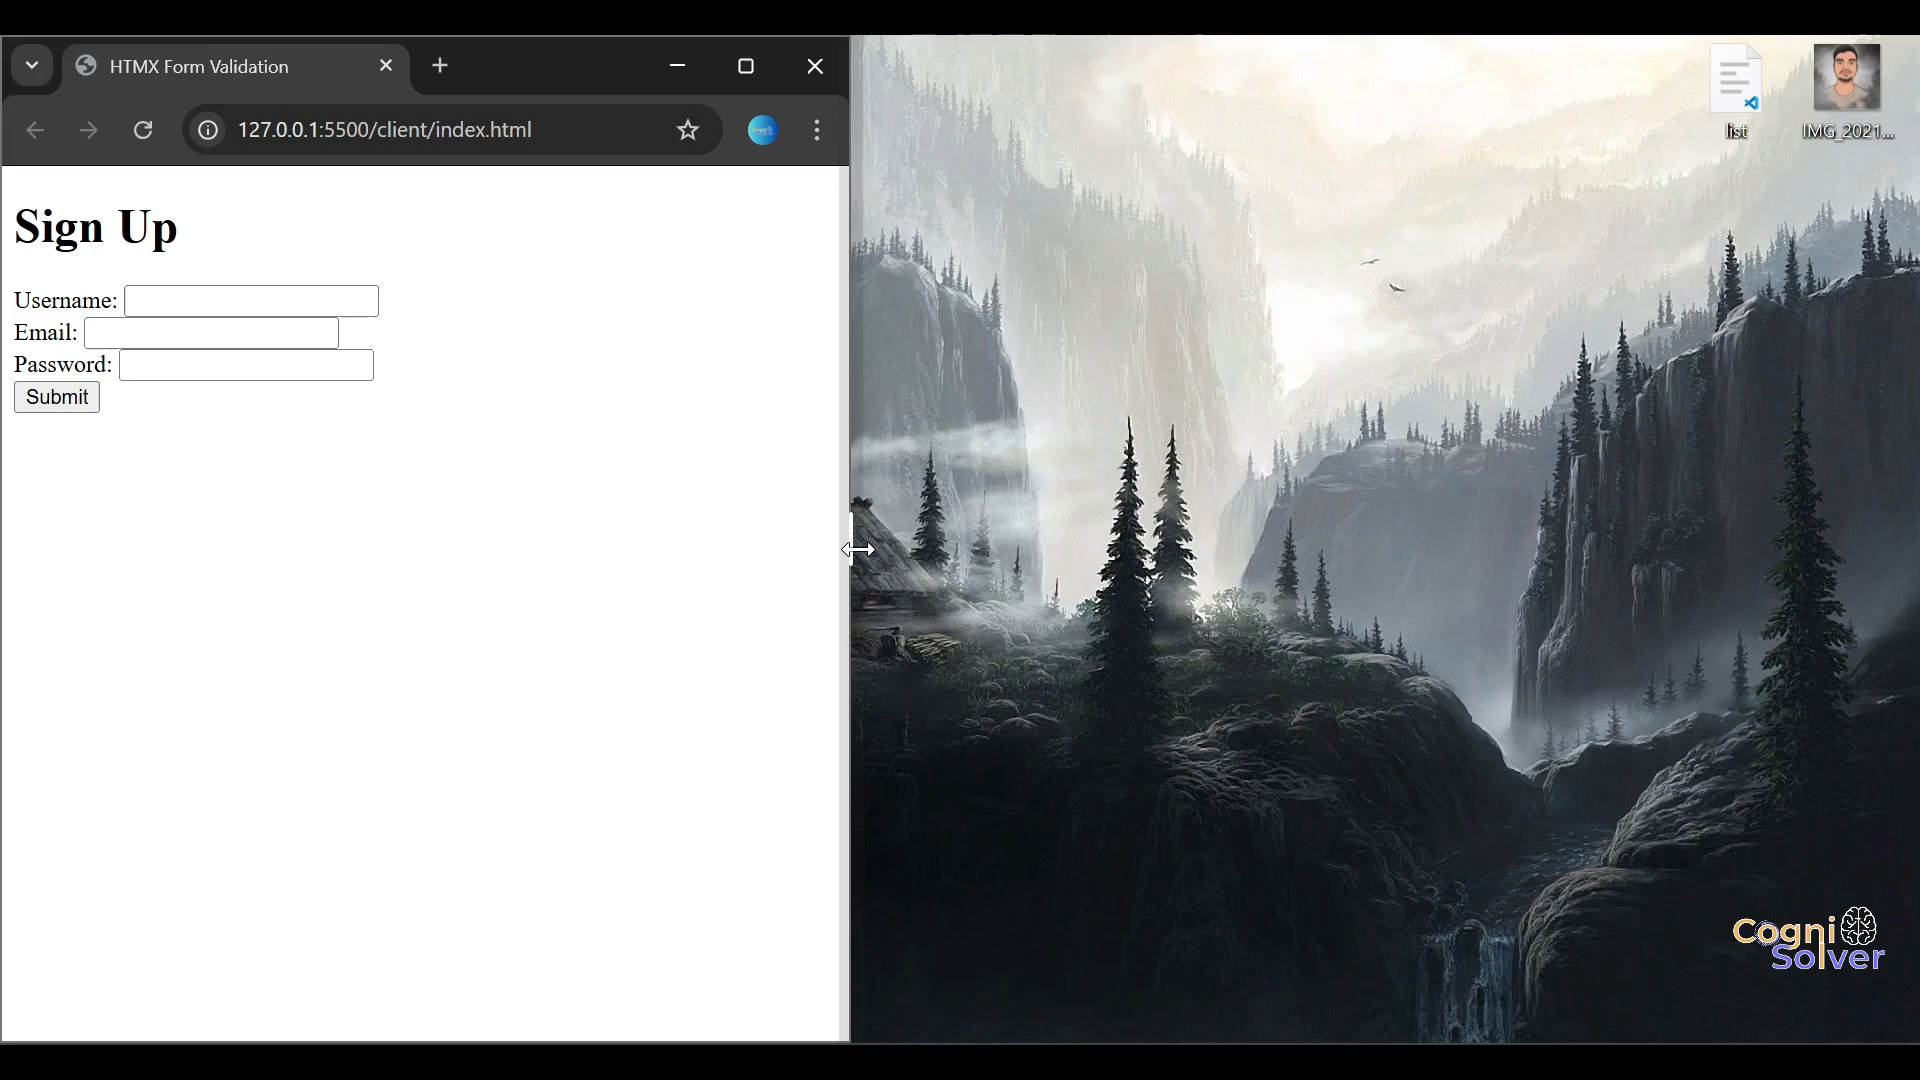 HTMX Form Validation
127.0.0.1:5500/client/index.html
Sign Up
Username:
Email:
Password:
Submit
list
IMG_2021...
Cogni
Solver